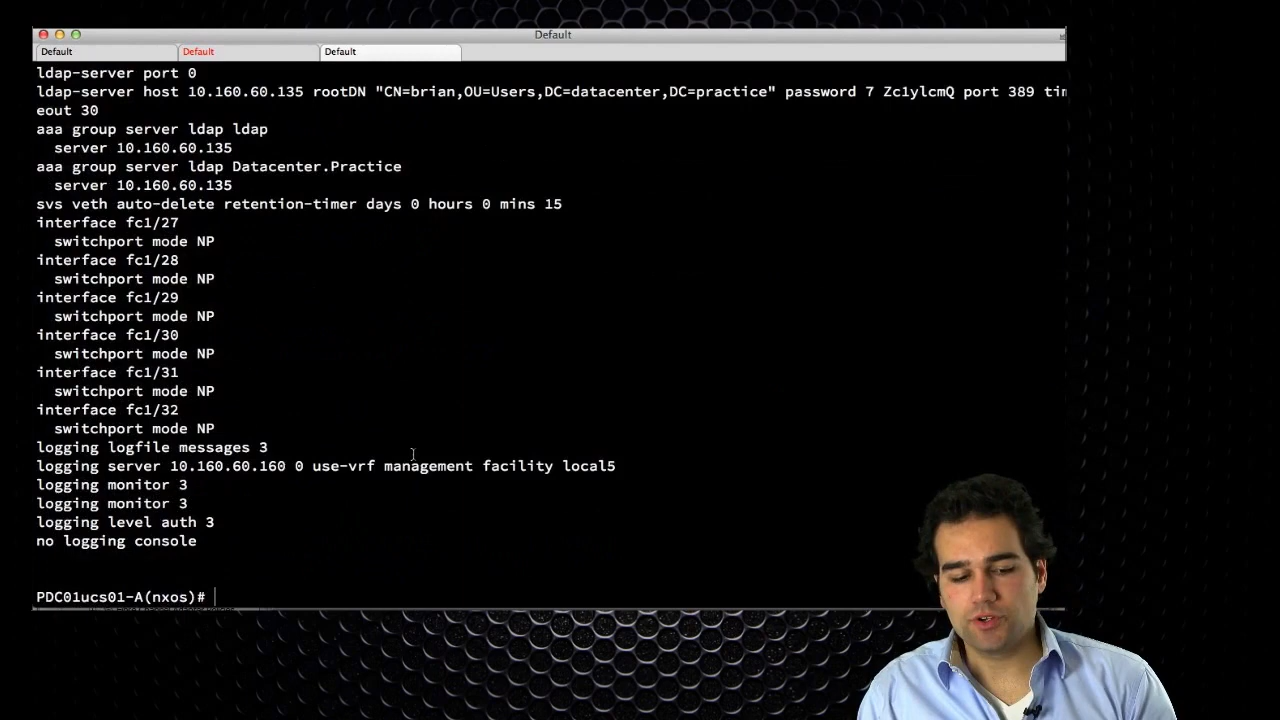 Default
Default
Default
Default
ldap-server port 0
ldap-server host 10.160.60.135 rootDN "CN=brian,OU=Users,DC=datacenter,DC=practice" password 7 Zc1ylcmQ port 389 tim
eout 30
aaa group server ldap ldap
server 10.160.60.135
aaa group server ldap Datacenter.Practice
server 10.160.60.135
svs veth auto-delete retention-timer days 0 hours 0 mins 15
interface fc1/27
switchport mode NP
interface fc1/28
switchport mode NP
interface fc1/29
switchport mode NP
interface fc1/30
switchport mode NP
interface fc1/31
switchport mode NP
interface fc1/32
switchport mode NP
logging logfile messages 3
logging server 10.160.60.160 0 use-vrf management facility local5
logging monitor 3
logging monitor 3
logging level auth 3
no logging console
PDC01ucs01-A(nxos)#